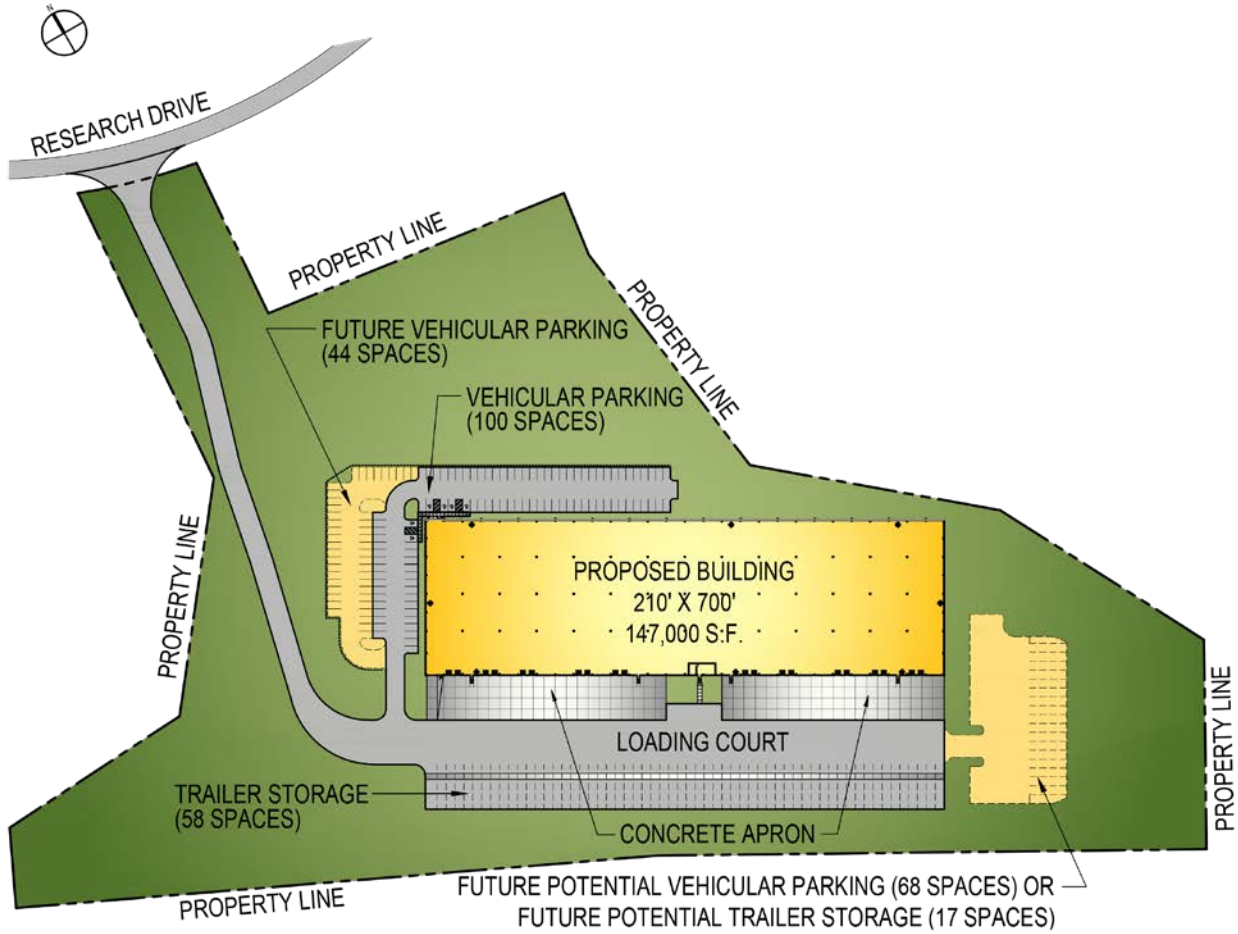 N
RESEARCH DRIVE
PROPERTY LINE
PROPERTY LINE
FUTURE VEHICULAR PARKING
(44 SPACES)
VEHICULAR PARKING
(100 SPACES)
PROPERTY LINE
PROPOSED BUILDING
210' X 700'
147,000 S.F.
PROPERTY LINE
LOADING COURT
TRAILER STORAGE
(58 SPACES)
CONCRETE APRON
PROPERTY LINE
FUTURE POTENTIAL VEHICULAR PARKING (68 SPACES) OR
FUTURE POTENTIAL TRAILER STORAGE (17 SPACES)